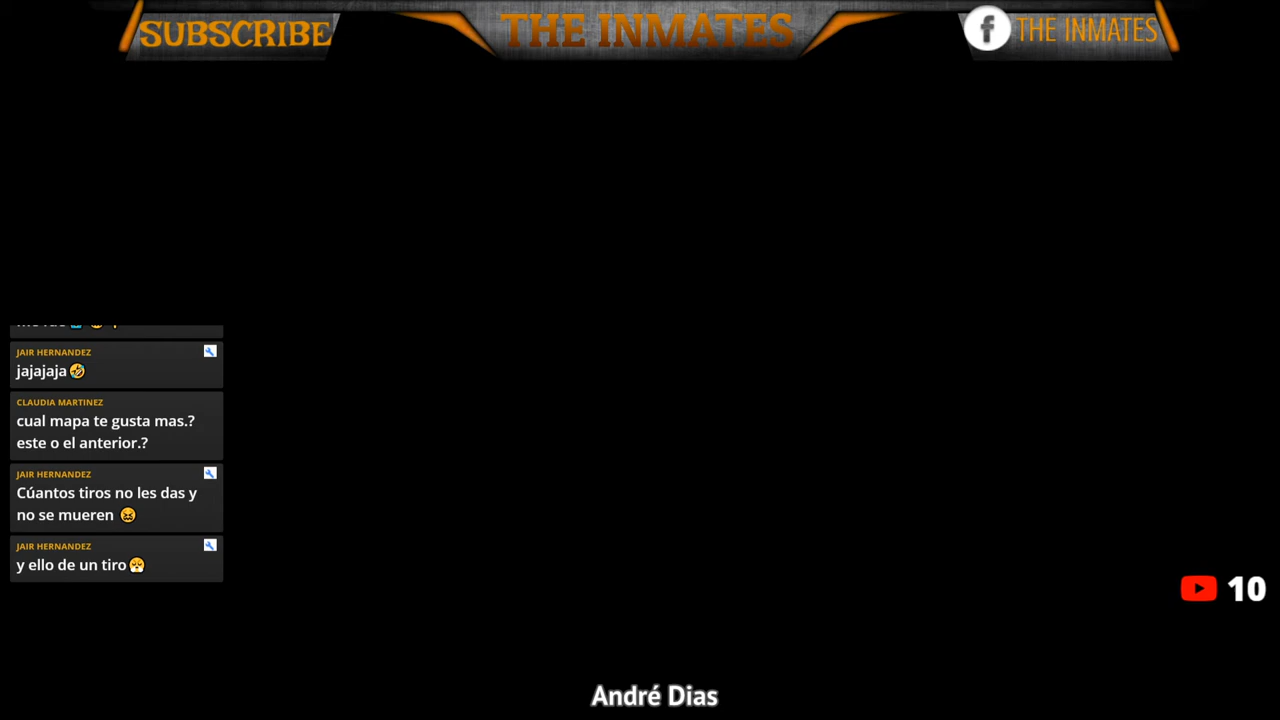 SUBSCRIBE
THE INMATES
THE INMATES
JAIR HERNANDEZ
jajajaja🤣
CLAUDIA MARTINEZ
cual mapa te gusta mas.?
este o el anterior.?
JAIR HERNANDEZ
Cúantos tiros no les das y
no se mueren 😖
JAIR HERNANDEZ
y ello de un tiro😤
10
André Dias